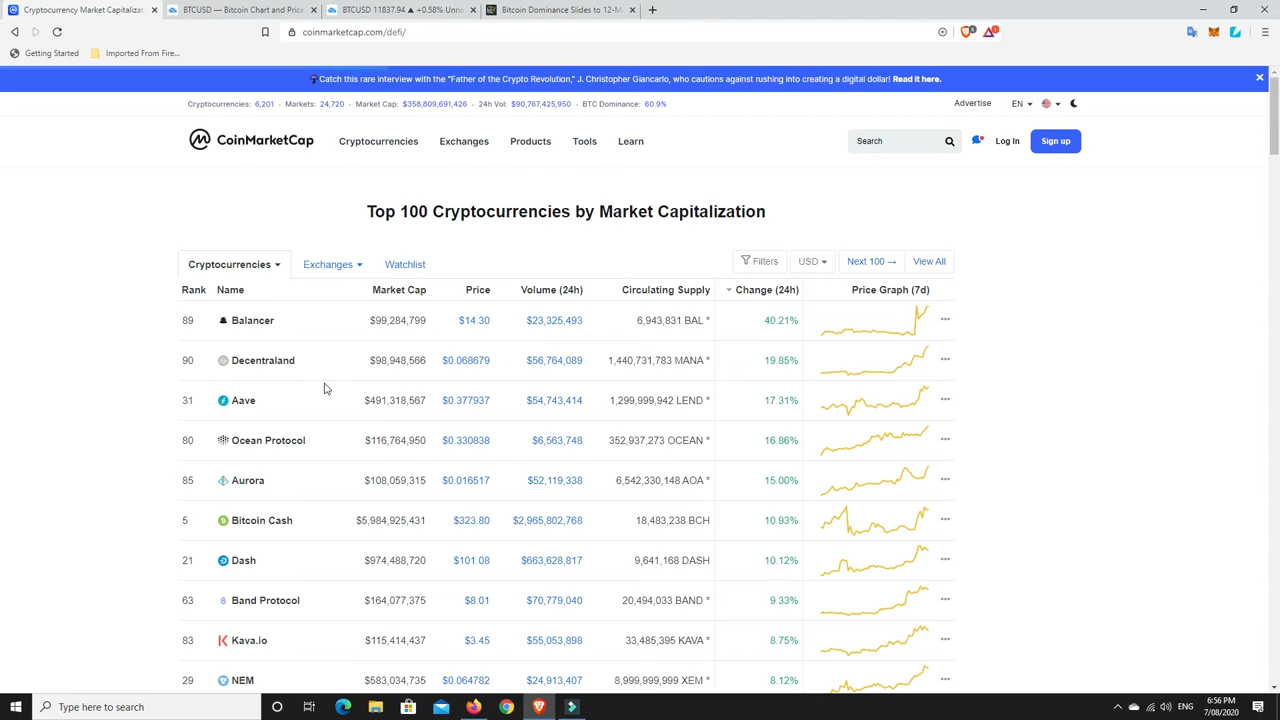 Cryptocurrency Market Capitalizat
BTCUSD — Bitcoin Chart and Price
BTCUSD 11837.94 ▲ +0.58% Unna
Bitcoin Dominance Slides to 12-M
coinmarketcap.com/defi/
Getting Started
Imported From Fire...
Catch this rare interview with the "Father of the Crypto Revolution," J. Christopher Giancarlo, who cautions against rushing into creating a digital dollar! Read it here.
Cryptocurrencies: 6,201 · Markets: 24,720 · Market Cap: $358,809,691,426 · 24h Vol: $90,767,425,950 · BTC Dominance: 60.9%
Advertise EN
CoinMarketCap Cryptocurrencies Exchanges Products Tools Learn Search Log In Sign up
Top 100 Cryptocurrencies by Market Capitalization
Cryptocurrencies Exchanges Watchlist Filters USD Next 100 → View All
Rank Name Market Cap Price Volume (24h) Circulating Supply Change (24h) Price Graph (7d)
89 Balancer $99,284,799 $14.30 $23,325,493 6,943,831 BAL * 40.21%
90 Decentraland $98,948,566 $0.068679 $56,764,089 1,440,731,783 MANA * 19.85%
31 Aave $491,318,567 $0.377937 $54,743,414 1,299,999,942 LEND * 17.31%
80 Ocean Protocol $116,764,950 $0.330838 $6,563,748 352,937,273 OCEAN * 16.86%
85 Aurora $108,059,315 $0.016517 $52,119,338 6,542,330,148 AOA * 15.00%
5 Bitcoin Cash $5,984,925,431 $323.80 $2,965,802,768 18,483,238 BCH 10.93%
21 Dash $974,488,720 $101.08 $663,628,817 9,641,168 DASH 10.12%
63 Band Protocol $164,077,375 $8.01 $70,779,040 20,494,033 BAND * 9.33%
83 Kava.io $115,414,437 $3.45 $55,053,898 33,485,395 KAVA * 8.75%
29 NEM $583,034,735 $0.064782 $24,913,407 8,999,999,999 XEM * 8.12%
Type here to search
ENG
6:56 PM
7/08/2020